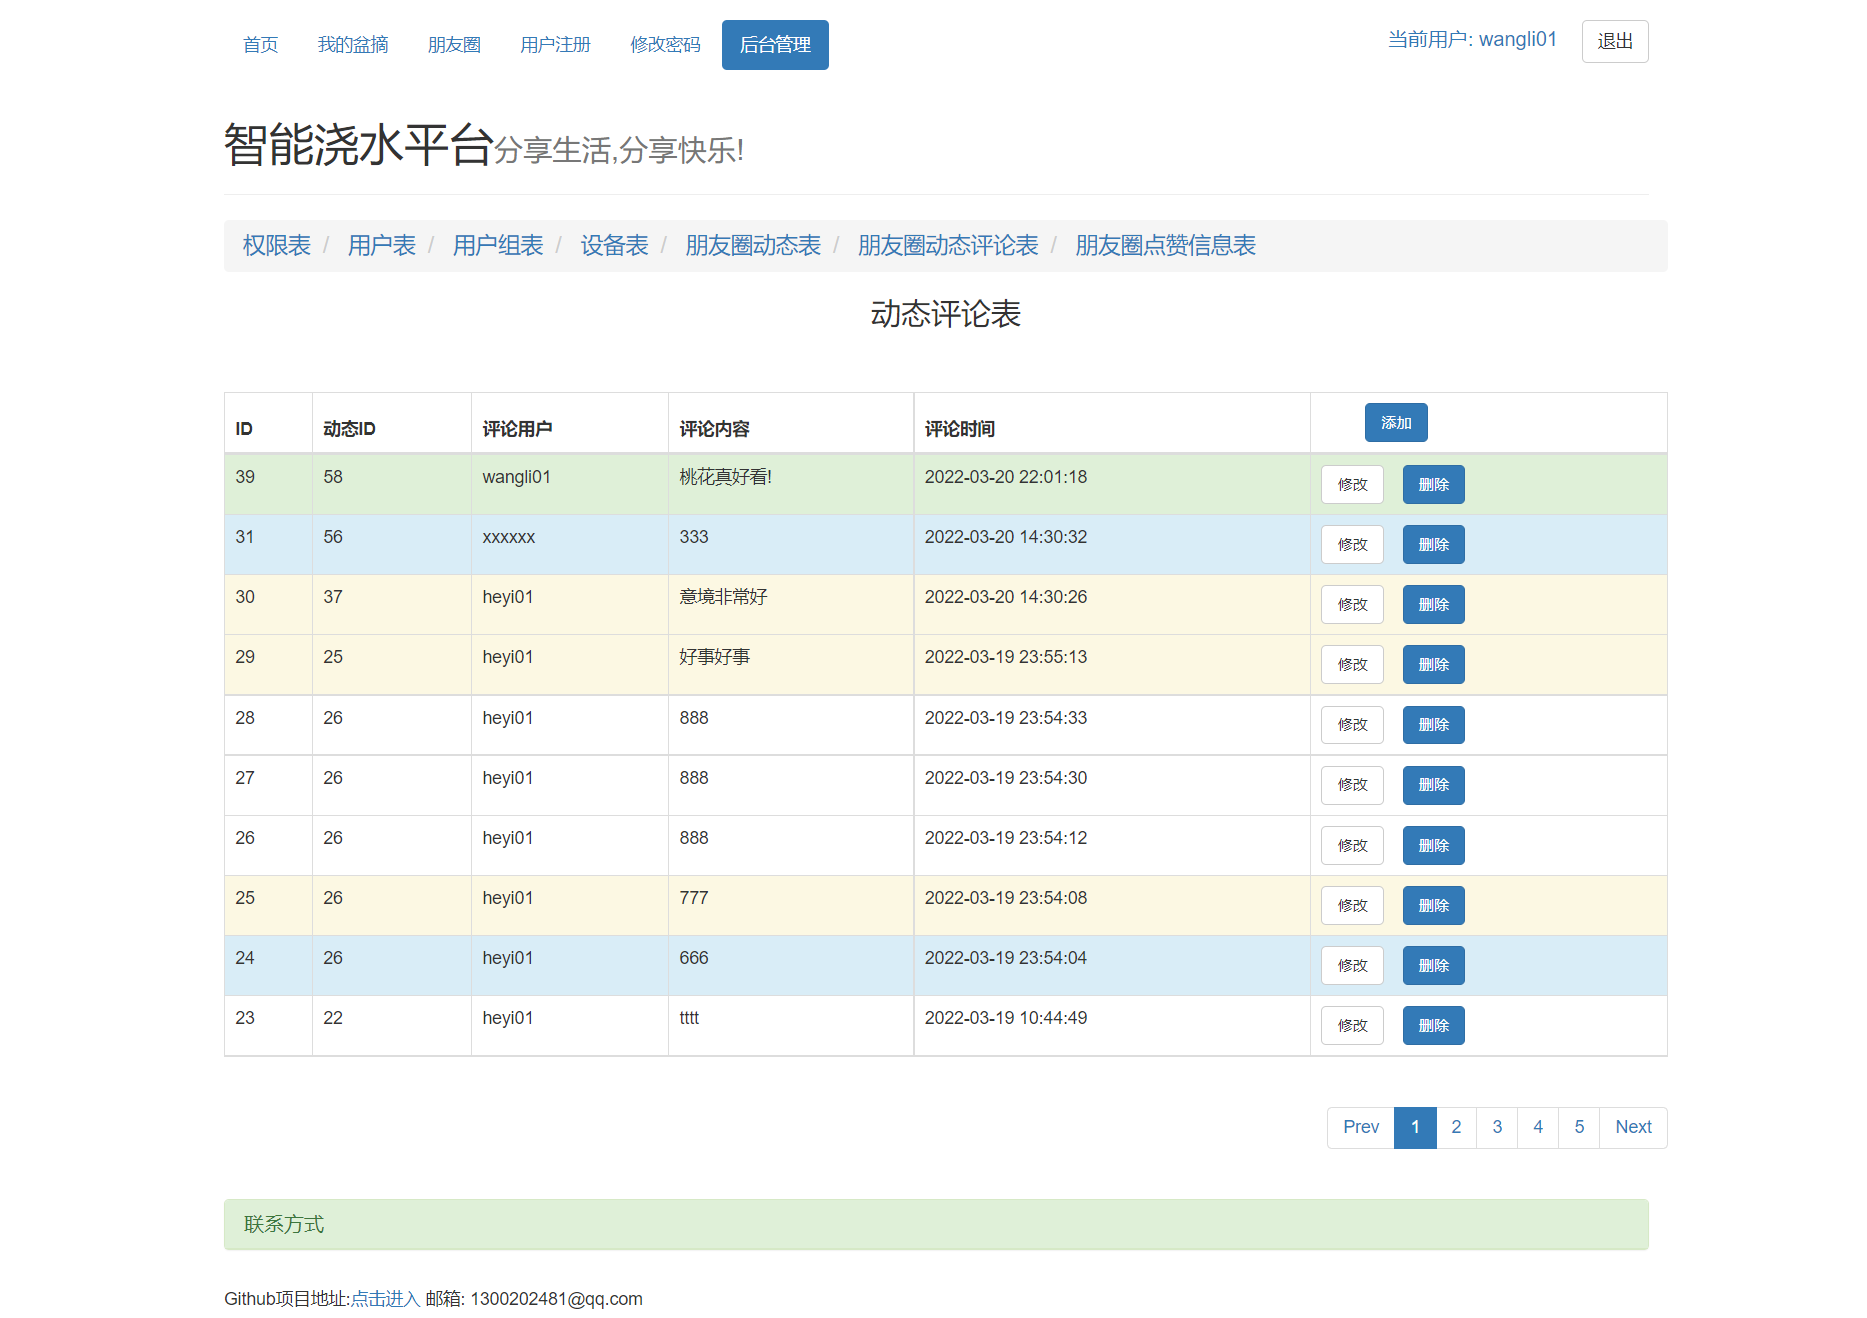 首页 我的盆摘 朋友圈 用户注册 修改密码 后台管理 当前用户: wangli01 退出
智能浇水平台分享生活,分享快乐!
权限表 / 用户表 / 用户组表 / 设备表 / 朋友圈动态表 / 朋友圈动态评论表 / 朋友圈点赞信息表
动态评论表
ID 动态ID 评论用户 评论内容 评论时间 添加
39 58 wangli01 桃花真好看! 2022-03-20 22:01:18 修改 删除
31 56 xxxxxx 333 2022-03-20 14:30:32 修改 删除
30 37 heyi01 意境非常好 2022-03-20 14:30:26 修改 删除
29 25 heyi01 好事好事 2022-03-19 23:55:13 修改 删除
28 26 heyi01 888 2022-03-19 23:54:33 修改 删除
27 26 heyi01 888 2022-03-19 23:54:30 修改 删除
26 26 heyi01 888 2022-03-19 23:54:12 修改 删除
25 26 heyi01 777 2022-03-19 23:54:08 修改 删除
24 26 heyi01 666 2022-03-19 23:54:04 修改 删除
23 22 heyi01 tttt 2022-03-19 10:44:49 修改 删除
Prev 1 2 3 4 5 Next
联系方式
Github项目地址:点击进入 邮箱: 1300202481@qq.com